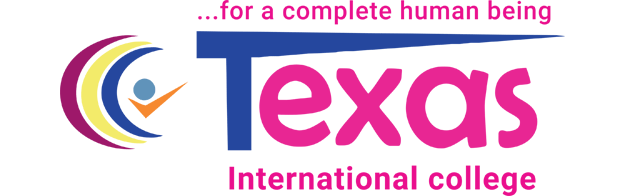 ...for a complete human being
Texas
International college